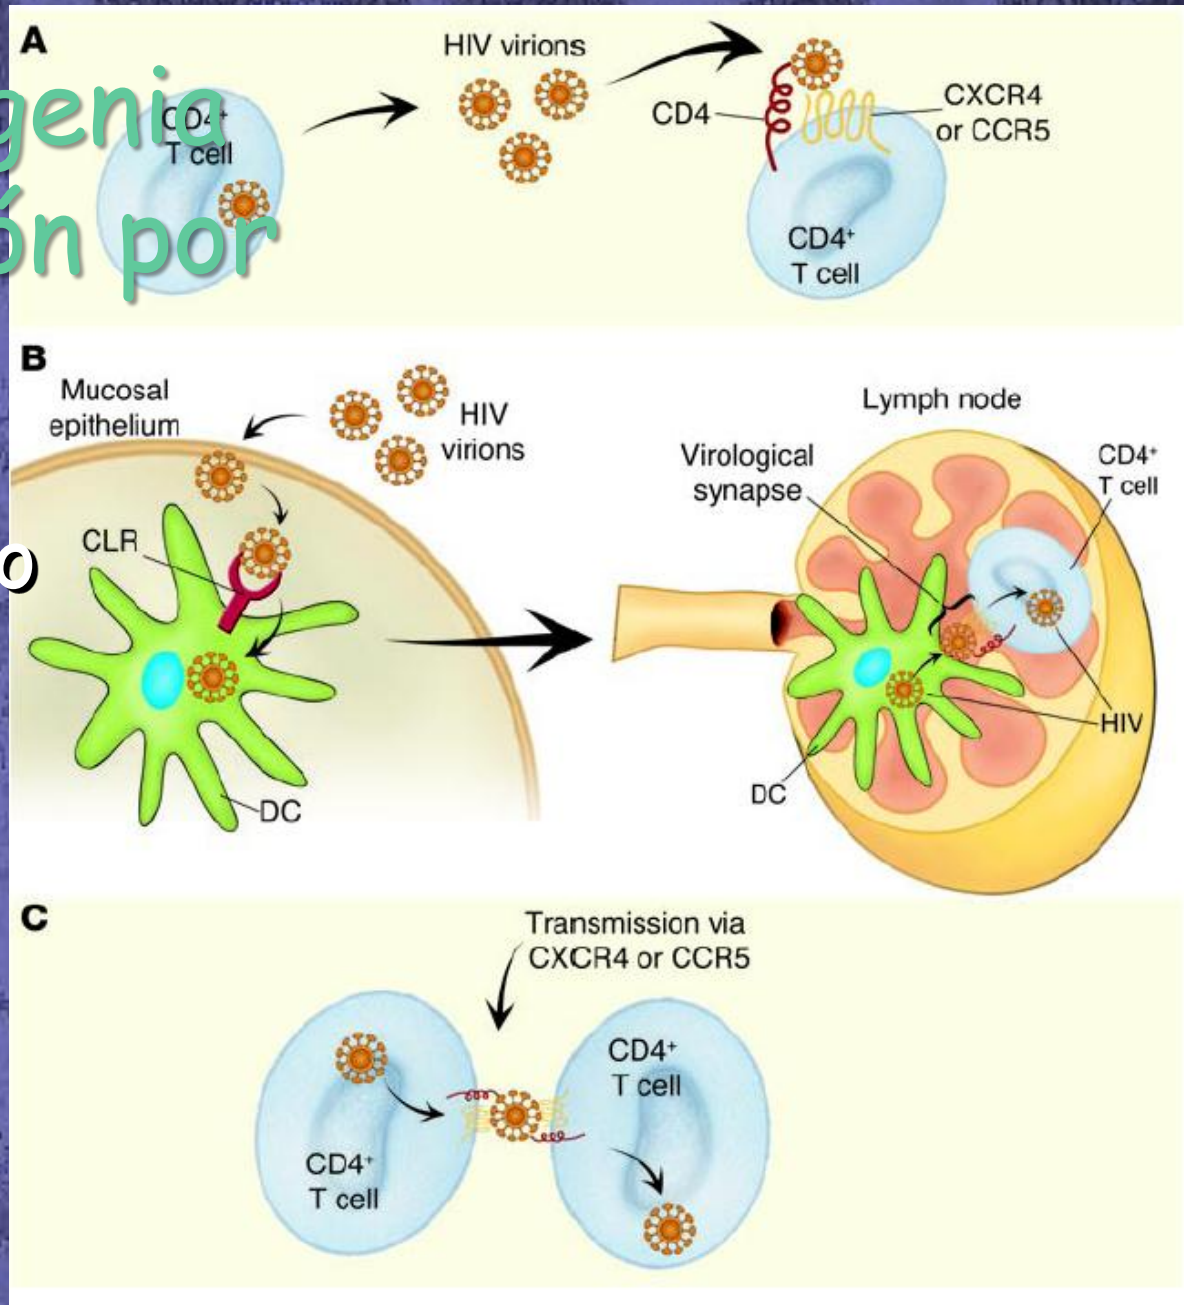 A
HIV virions
genia
CD4+
T cell
CD4
CXCR4
or CCR5
ón por
CD4+
T cell
B
Mucosal
epithelium
HIV
virions
Lymph node
Virological
synapse
CD4+
T cell
CLR
o
HIV
DC
DC
C
Transmission via
CXCR4 or CCR5
CD4+
T cell
CD4+
T cell